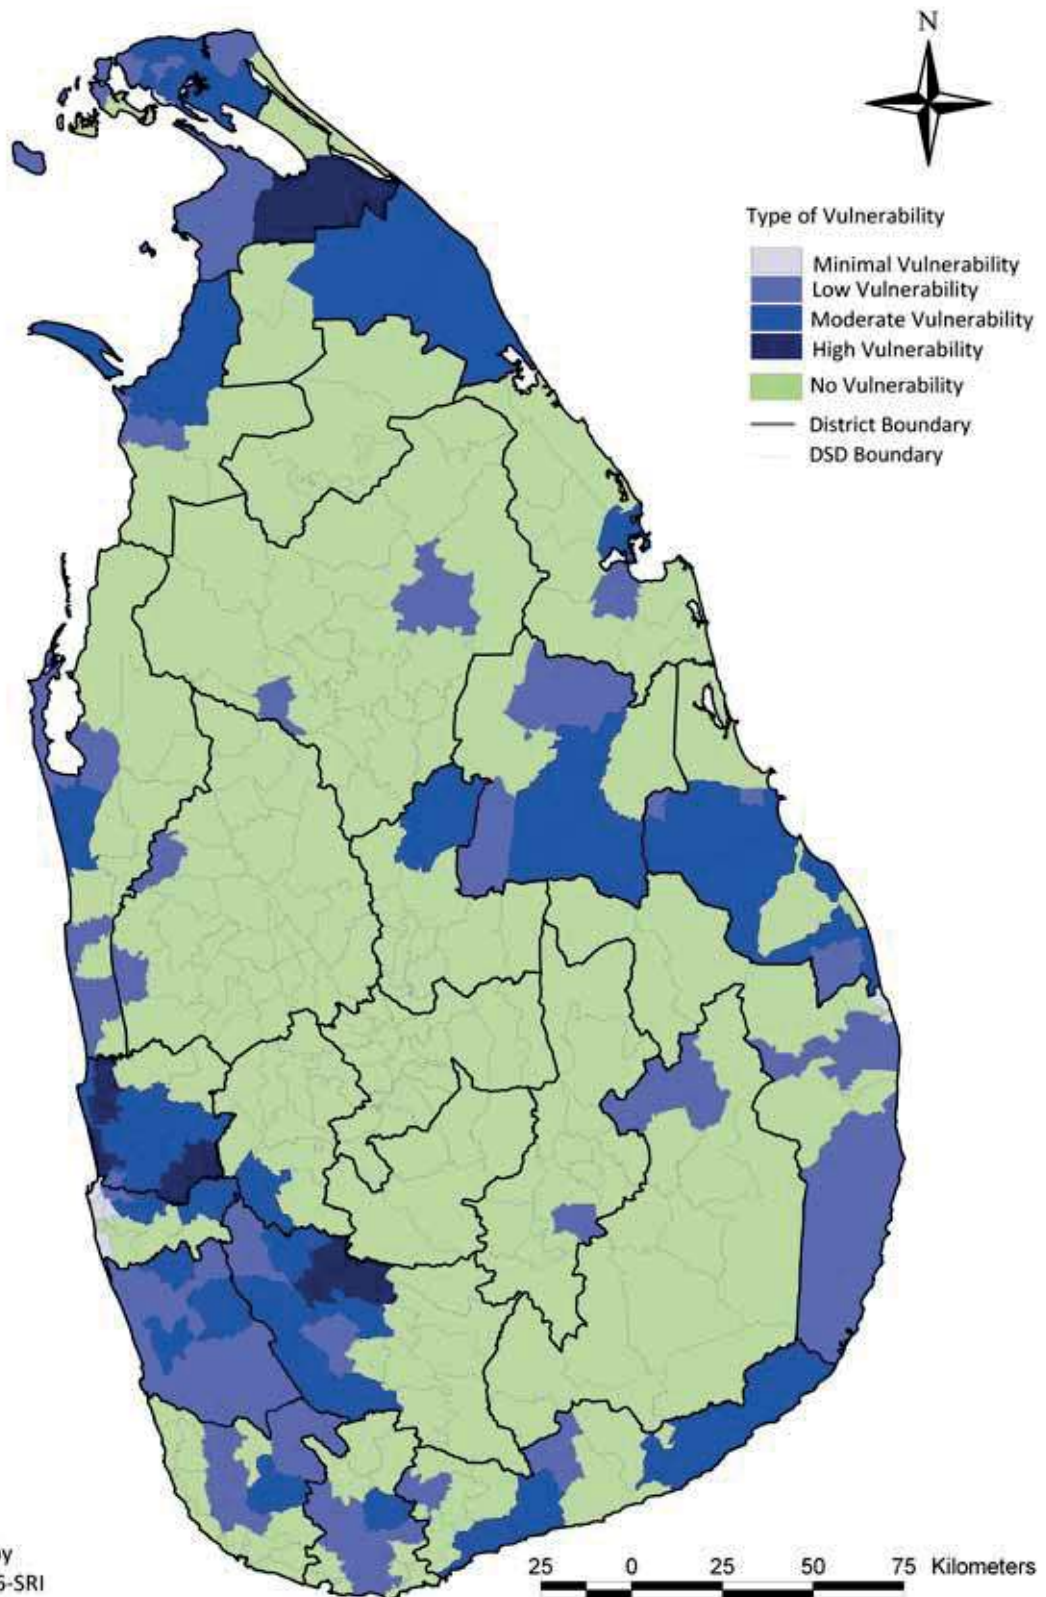 N
Type of Vulnerability
Minimal Vulnerability
Low Vulnerability
Moderate Vulnerability
High Vulnerability
No Vulnerability
District Boundary
DSD Boundary
25 0 25 50 75 Kilometers
-SRI